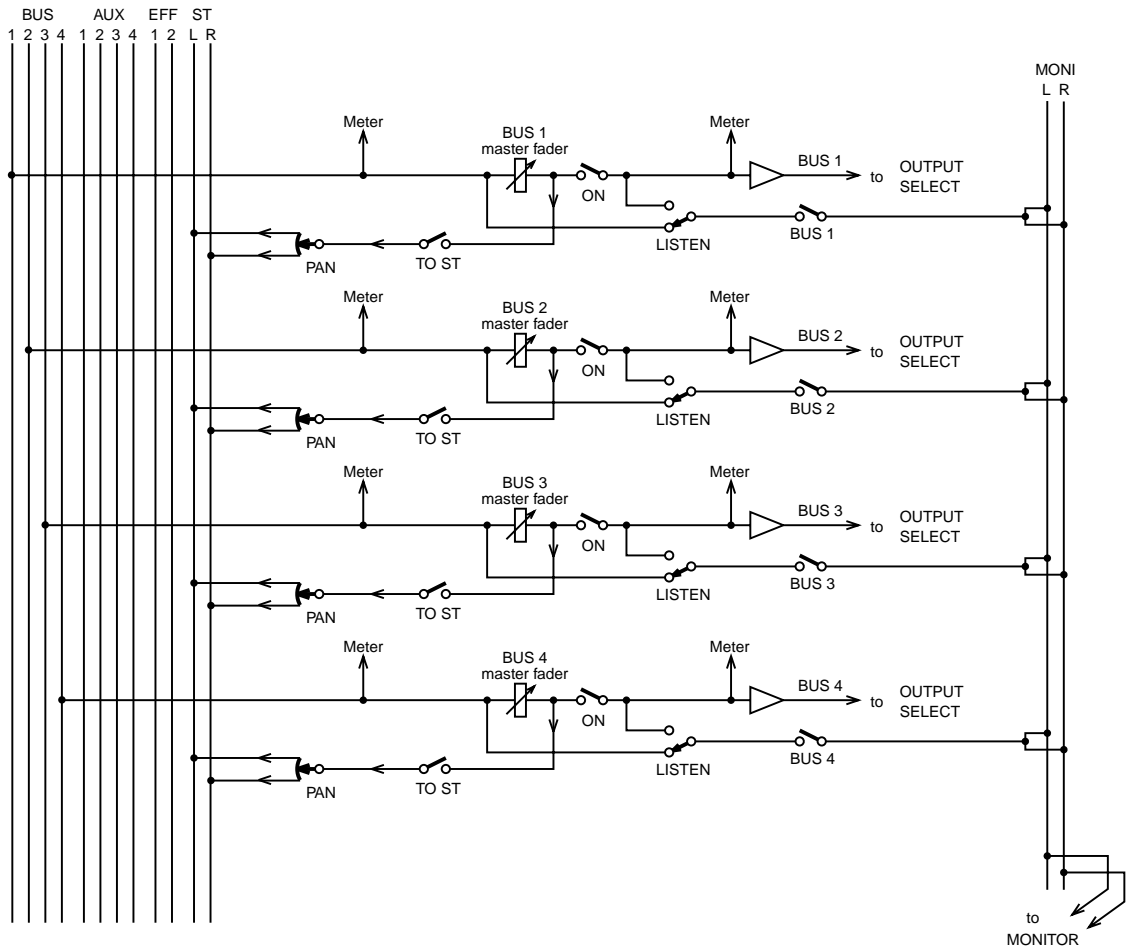 BUS AUX EFF ST
1 2 3 4 1 2 3 4 1 2 L R
MONI
L R
Meter
BUS 1
master fader
Meter
ON
BUS 1
to
OUTPUT
SELECT
LISTEN
BUS 1
PAN
TO ST
Meter
BUS 2
master fader
Meter
ON
BUS 2
to
OUTPUT
SELECT
LISTEN
BUS 2
PAN
TO ST
Meter
BUS 3
master fader
Meter
ON
BUS 3
to
OUTPUT
SELECT
LISTEN
BUS 3
PAN
TO ST
Meter
BUS 4
master fader
Meter
ON
BUS 4
to
OUTPUT
SELECT
LISTEN
BUS 4
PAN
TO ST
to
MONITOR